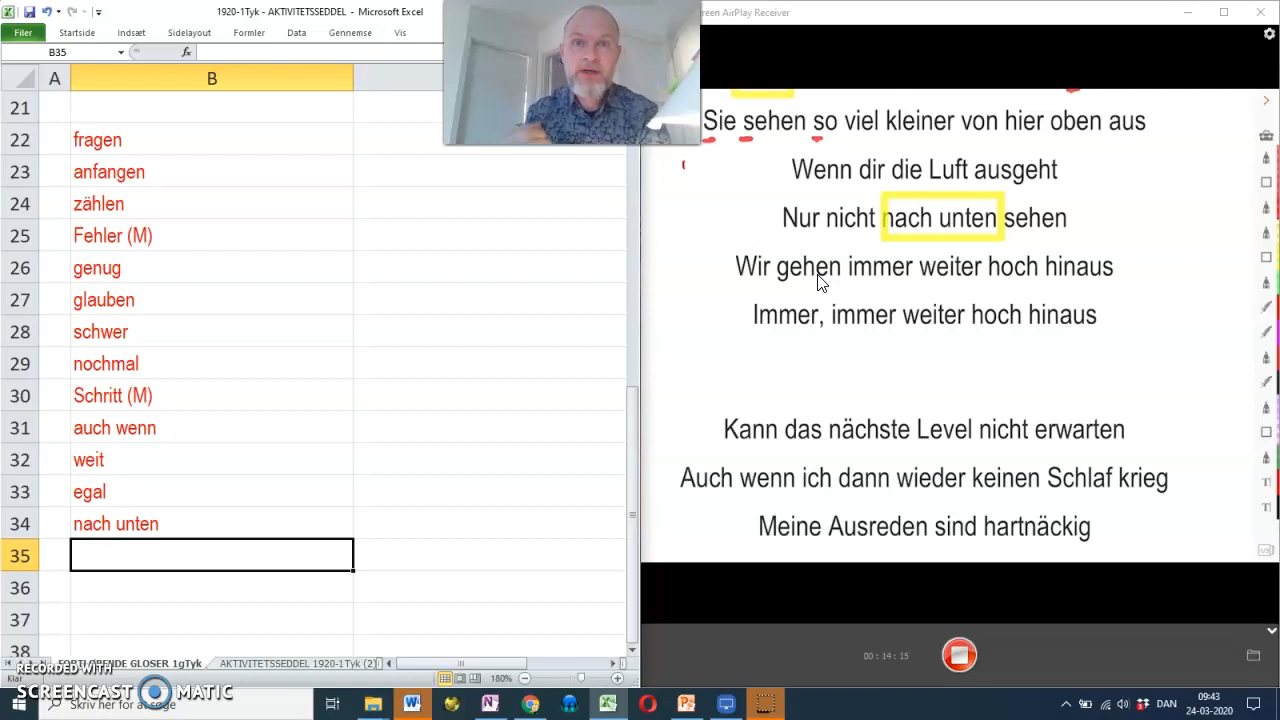 1920-1Tyk - AKTIVITETSSEDDEL - Microsoft Excel
Filer Startside Indsæt Sidelayout Formler Data Gennemse Vis
B35 fx
A B
21
22 fragen
23 anfangen
24 zählen
25 Fehler (M)
26 genug
27 glauben
28 schwer
29 nochmal
30 Schritt (M)
31 auch wenn
32 weit
33 egal
34 nach unten
35
36
37
38
GLOSER 1gTyk AKTIVITETSSEDDEL 1920-1Tyk (2)
180%
RECORDED WITH
SCREENCAST MATIC
AirPlay Receiver
Sie sehen so viel kleiner von hier oben aus
Wenn dir die Luft ausgeht
Nur nicht nach unten sehen
Wir gehen immer weiter hoch hinaus
Immer, immer weiter hoch hinaus
Kann das nächste Level nicht erwarten
Auch wenn ich dann wieder keinen Schlaf krieg
Meine Ausreden sind hartnäckig
00:14:15
Skriv her for at søge
DAN
09:43
24-03-2020